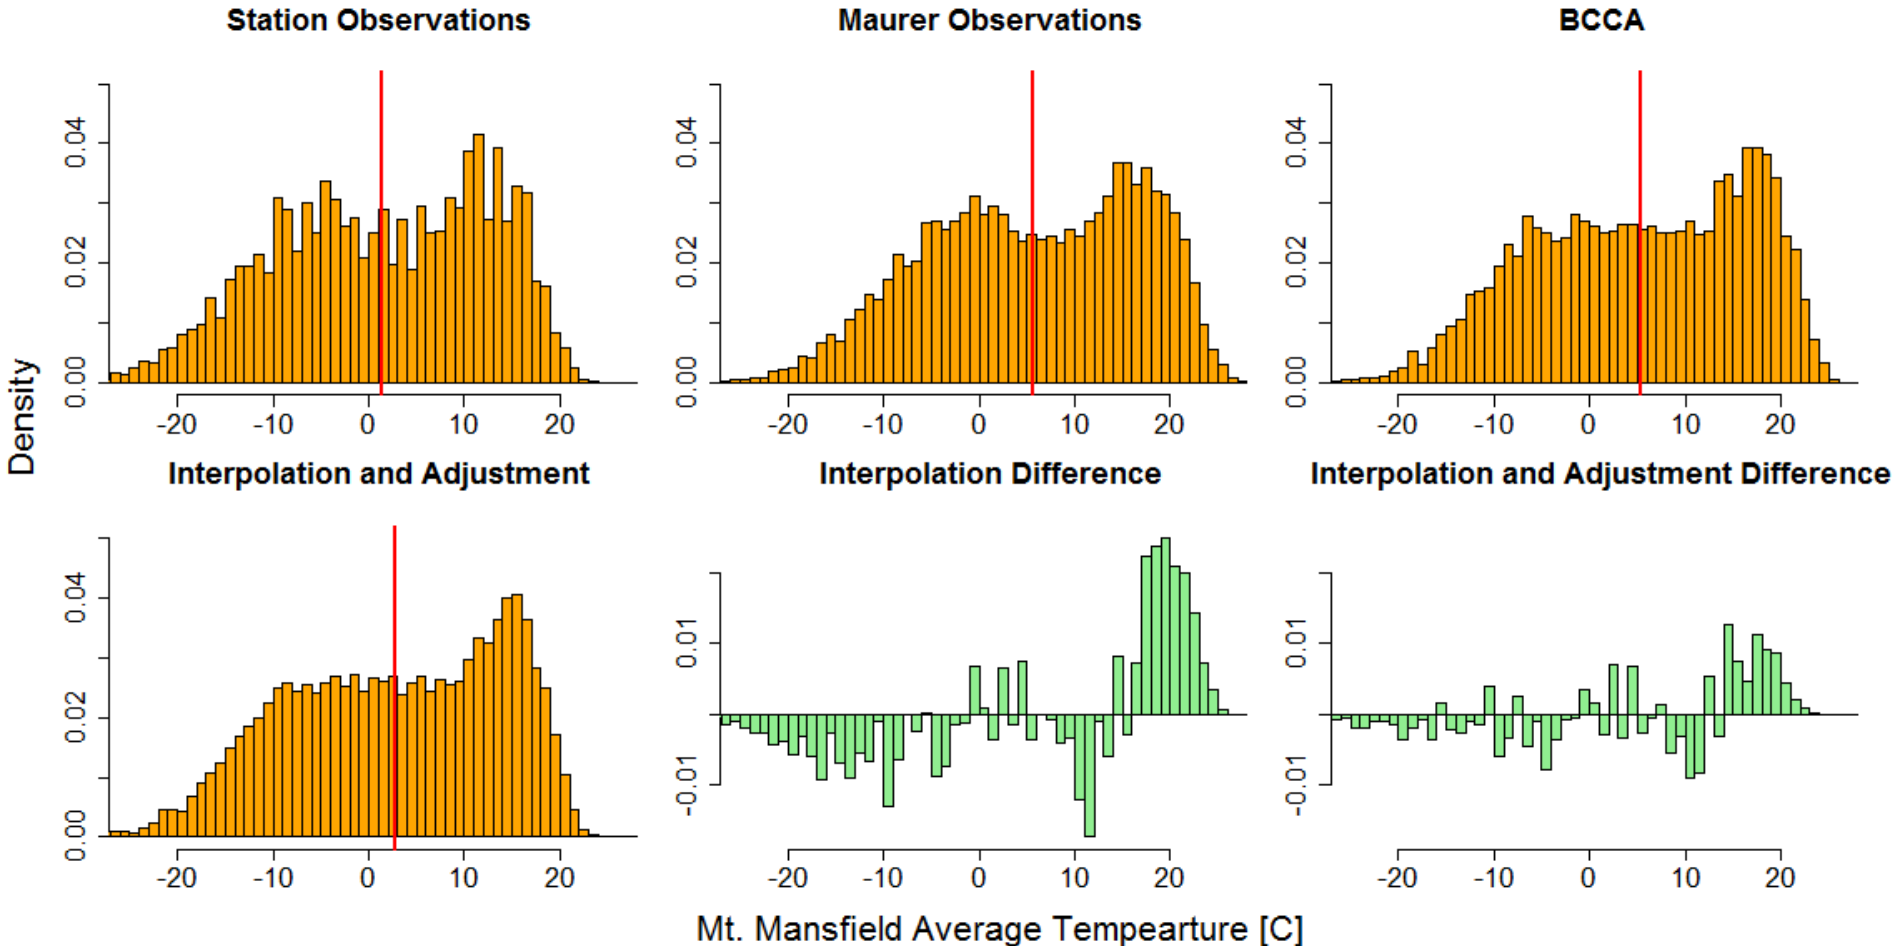 Station Observations
Maurer Observations
BCCA
0.00 0.02 0.04
-20 -10 0 10 20
0.00 0.02 0.04
-20 -10 0 10 20
0.00 0.02 0.04
-20 -10 0 10 20
Density
Interpolation and Adjustment
Interpolation Difference
Interpolation and Adjustment Difference
0.00 0.02 0.04
-20 -10 0 10 20
-0.01 0.01
-20 -10 0 10 20
-0.01 0.01
-20 -10 0 10 20
Mt. Mansfield Average Tempearture [C]